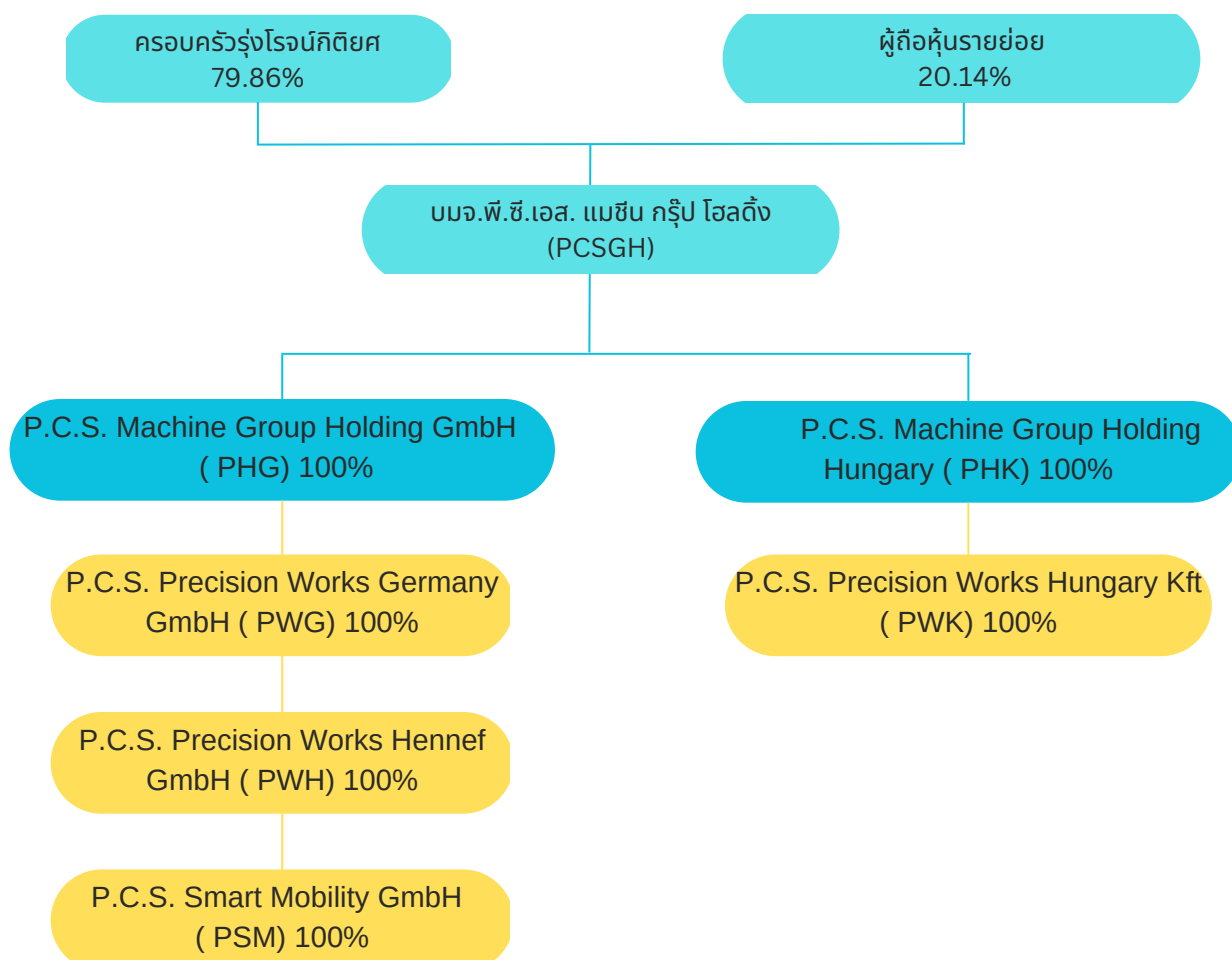 ครอบครัวรุ่งโรจน์กิติยศ
79.86%
ผู้ถือหุ้นรายย่อย
20.14%
บมจ.พี.ซี.เอส. แมชีน กรุ๊ป โฮลดิ้ง
(PCSGH)
P.C.S. Machine Group Holding GmbH
( PHG) 100%
P.C.S. Machine Group Holding
Hungary ( PHK) 100%
P.C.S. Precision Works Germany
GmbH ( PWG) 100%
P.C.S. Precision Works Hungary Kft
( PWK) 100%
P.C.S. Precision Works Hennef
GmbH ( PWH) 100%
P.C.S. Smart Mobility GmbH
( PSM) 100%